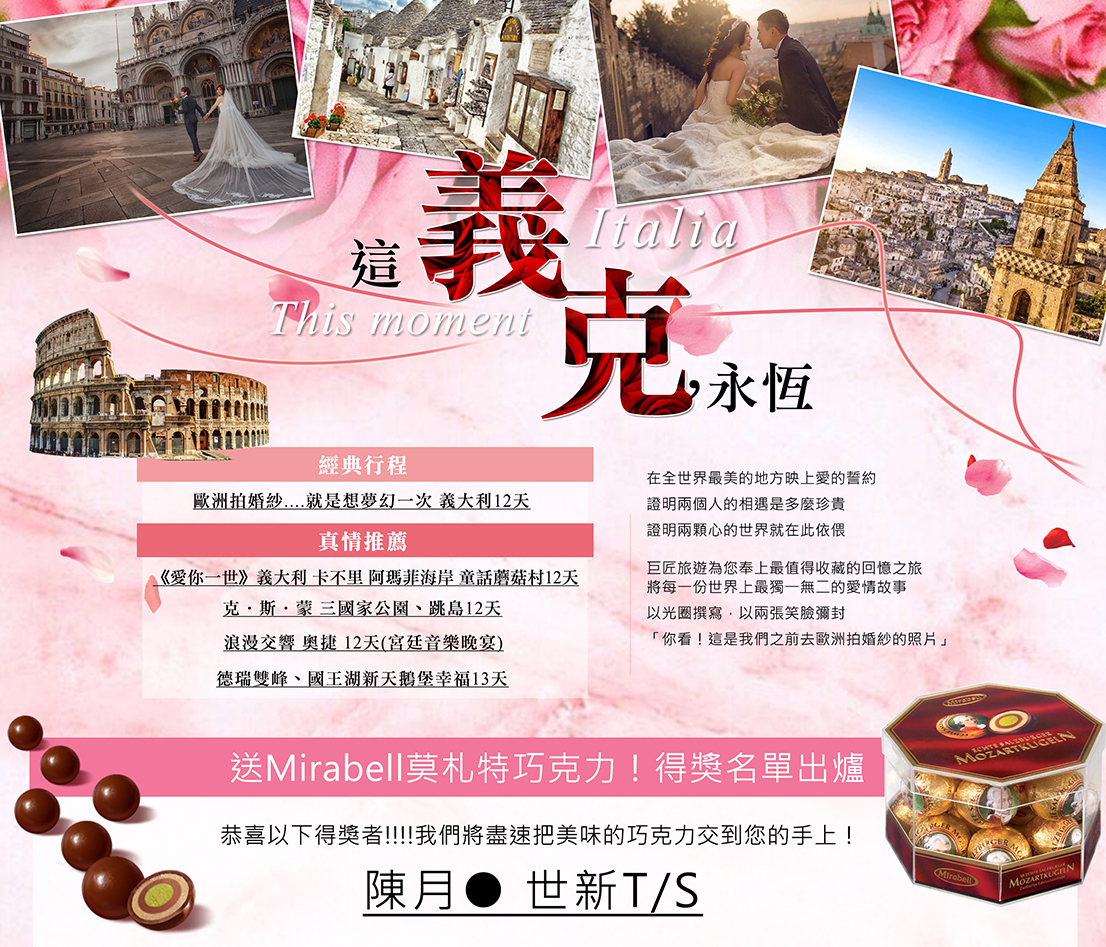 這義克,永恆
Italia
This moment
經典行程
歐洲拍婚紗....就是想夢幻一次 義大利12天
真情推薦
《愛你一世》義大利 卡不里 阿瑪菲海岸 童話蘑菇村12天
克．斯．蒙 三國家公園、跳島12天
浪漫交響 奧捷 12天(宮廷音樂晚宴)
德瑞雙峰、國王湖新天鵝堡幸福13天
在全世界最美的地方映上愛的誓約
證明兩個人的相遇是多麼珍貴
證明兩顆心的世界就在此依偎
巨匠旅遊為您奉上最值得收藏的回憶之旅
將每一份世界上最獨一無二的愛情故事
以光圈撰寫．以兩張笑臉彌封
「你看！這是我們之前去歐洲拍婚紗的照片」
送Mirabell莫札特巧克力！得獎名單出爐
恭喜以下得獎者!!!!我們將盡速把美味的巧克力交到您的手上！
陳月● 世新T/S
Mirabell
ECHTE SALZBURGER
MOZARTKUGELN
Mirabell
MOZARTKUGELN